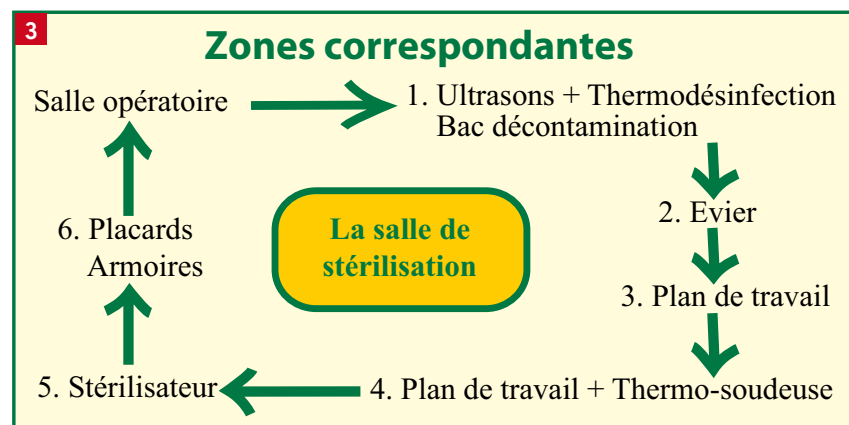 3
Zones correspondantes
Salle opératoire
1. Ultrasons + Thermodésinfection
Bac décontamination
2. Evier
3. Plan de travail
4. Plan de travail + Thermo-soudeuse
5. Stérilisateur
6. Placards
Armoires
La salle de
stérilisation